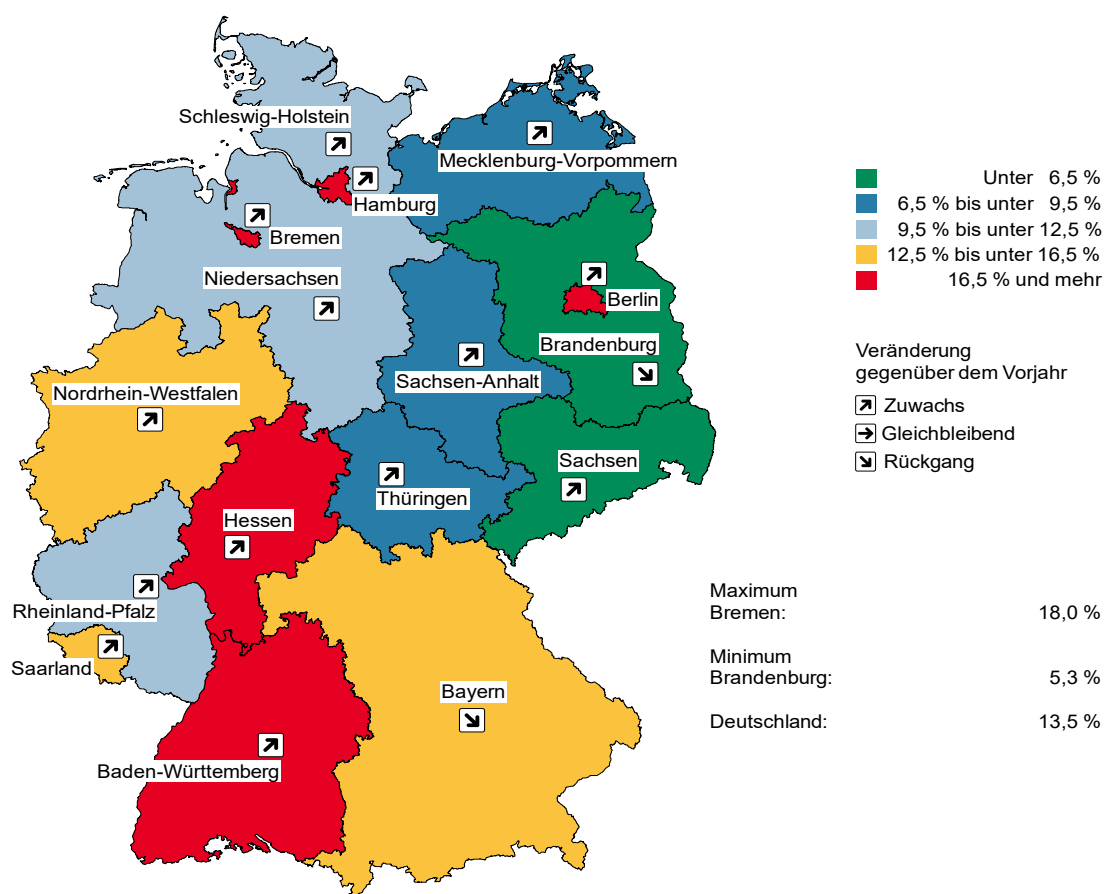 Schleswig-Holstein
Mecklenburg-Vorpommern
Hamburg
Bremen
Niedersachsen
Berlin
Brandenburg
Sachsen-Anhalt
Nordrhein-Westfalen
Sachsen
Thüringen
Hessen
Rheinland-Pfalz
Saarland
Bayern
Baden-Württemberg
Unter 6,5 %
6,5 % bis unter 9,5 %
9,5 % bis unter 12,5 %
12,5 % bis unter 16,5 %
16,5 % und mehr
Veränderung
gegenüber dem Vorjahr
Zuwachs
Gleichbleibend
Rückgang
Maximum
Bremen: 18,0 %
Minimum
Brandenburg: 5,3 %
Deutschland: 13,5 %